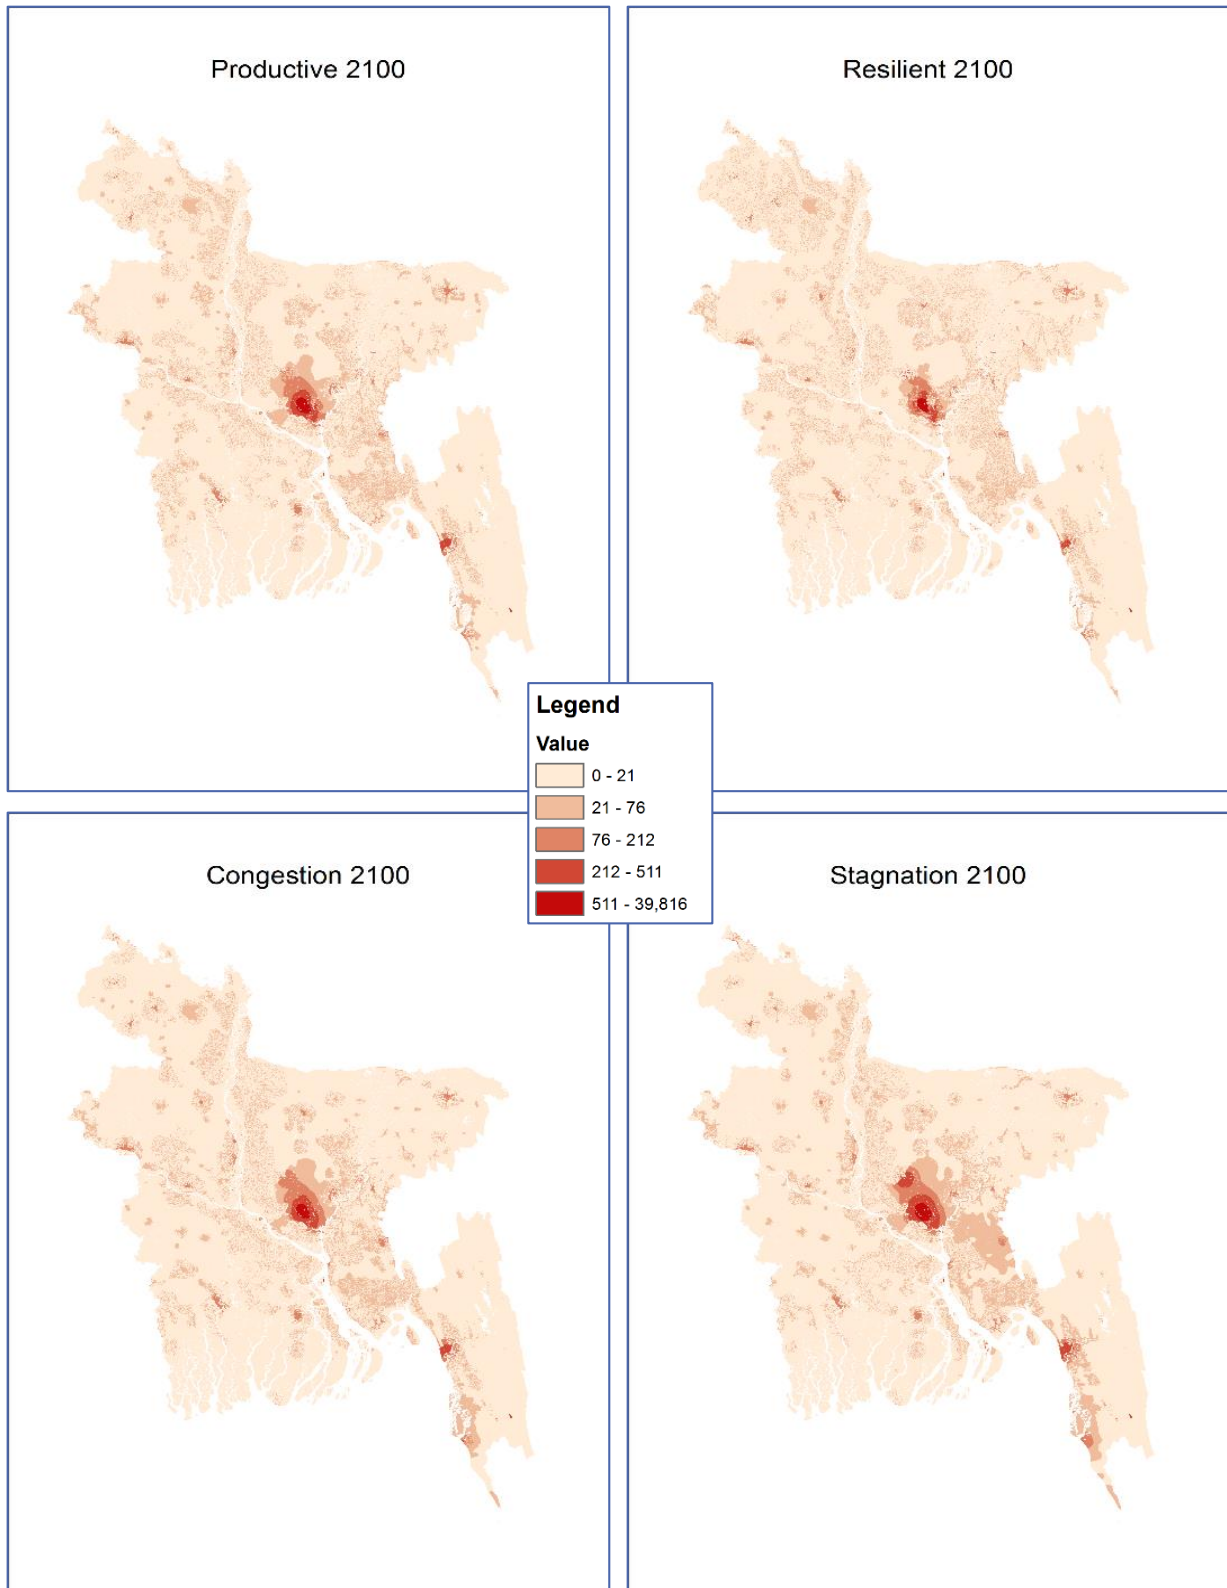 Productive 2100
Resilient 2100
Legend
Value
0 - 21
21 - 76
76 - 212
212 - 511
511 - 39,816
Congestion 2100
Stagnation 2100